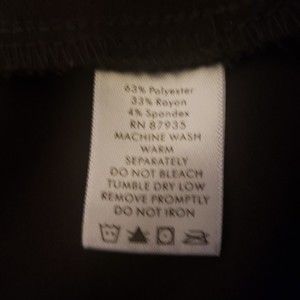 63% Polyester
33% Rayon
4% Spandex
RN 87935
MACHINE WASH
WARM
SEPARATELY
DO NOT BLEACH
TUMBLE DRY LOW
REMOVE PROMPTLY
DO NOT IRON